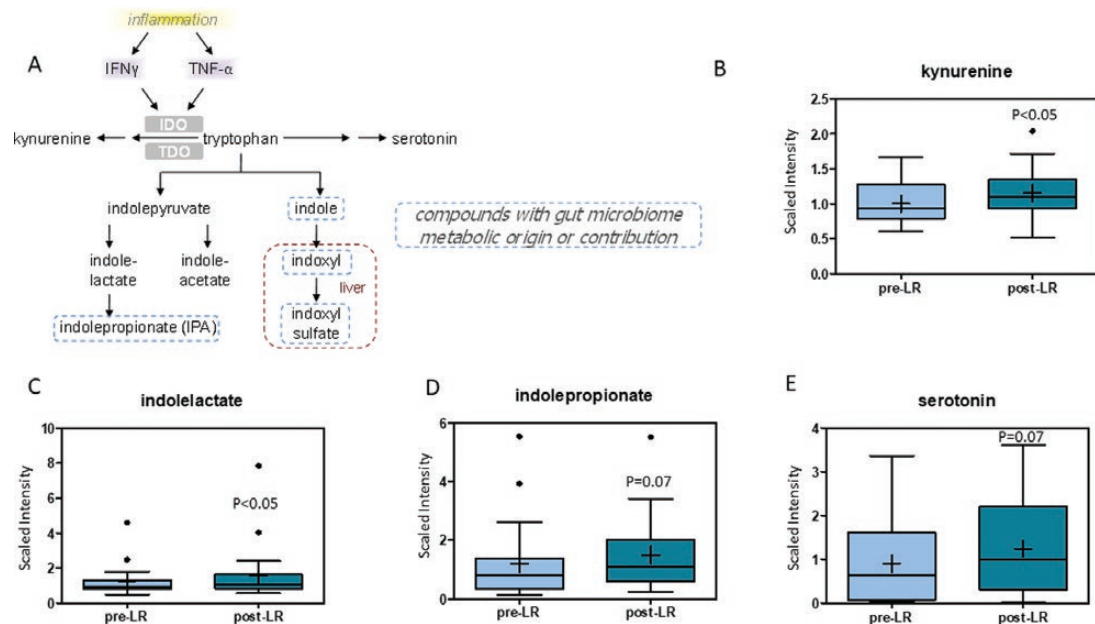 A
inflammation
IFNγ
TNF-α
IDO
kynurenine
tryptophan
serotonin
TDO
indolepyruvate
indole
compounds with gut microbiome
metabolic origin or contribution
indole-
lactate
indole-
acetate
indoxyl
liver
indolepropionate (IPA)
indoxyl
sulfate
B
kynurenine
Scaled Intensity
2.5
2.0
1.5
1.0
0.5
0.0
P<0.05
pre-LR
post-LR
C
indolelactate
Scaled Intensity
10
8
6
4
2
0
P<0.05
pre-LR
post-LR
D
indolepropionate
Scaled Intensity
6
4
2
0
P=0.07
pre-LR
post-LR
E
serotonin
Scaled Intensity
4
3
2
1
0
P=0.07
pre-LR
post-LR